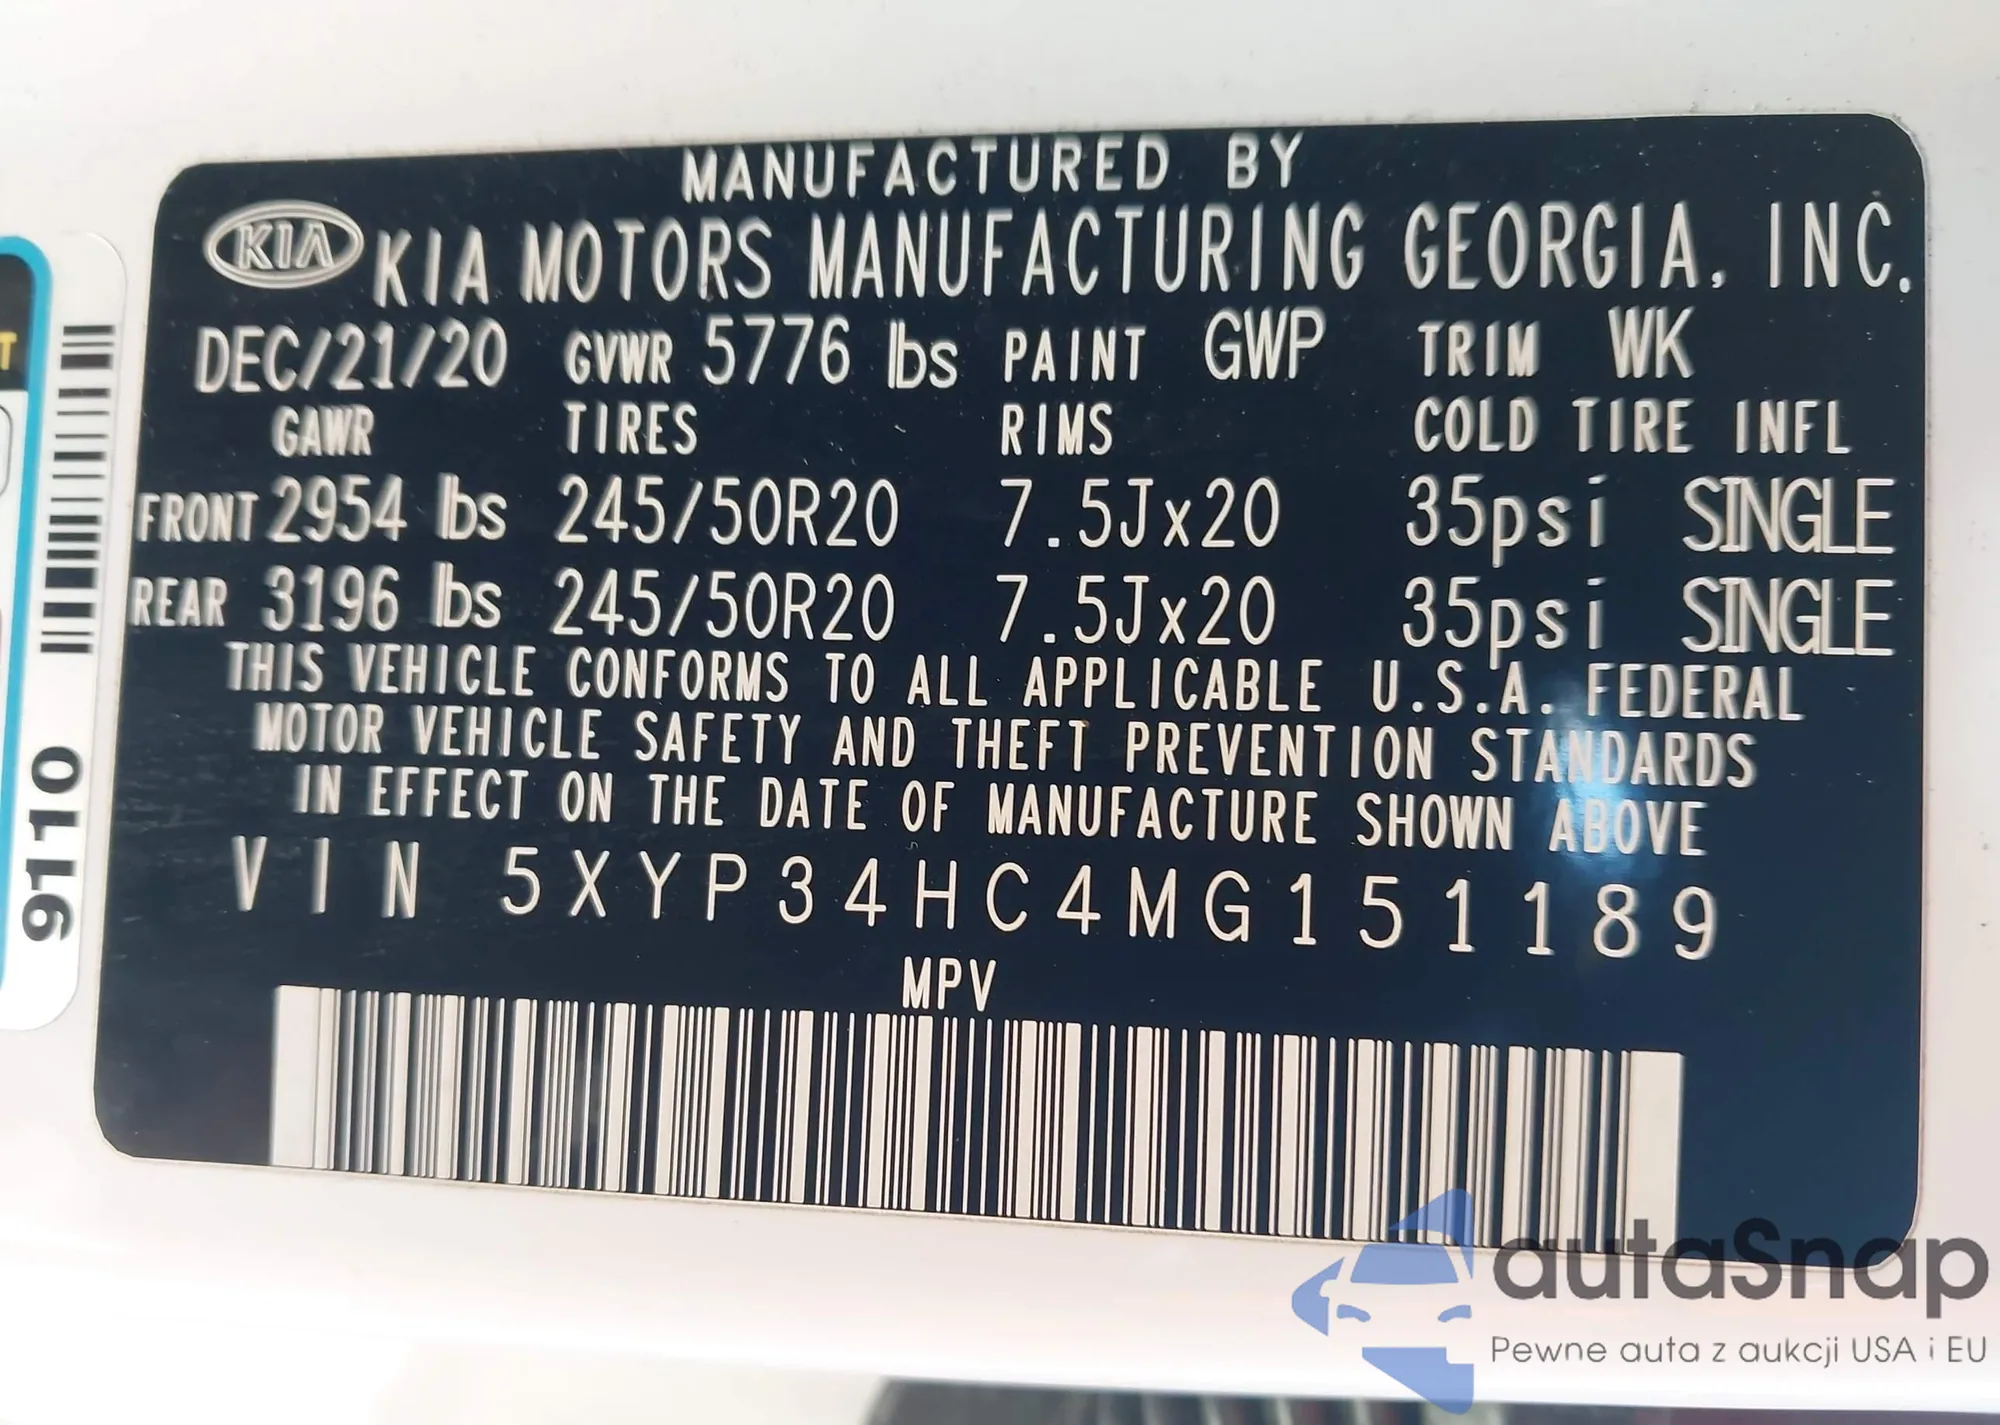 MANUFACTURED BY
KIA KIA MOTORS MANUFACTURING GEORGIA, INC.
DEC/21/20 GVWR 5776 lbs PAINT GWP TRIM WK
GAWR TIRES RIMS COLD TIRE INFL
FRONT 2954 lbs 245/50R20 7.5Jx20 35psi SINGLE
REAR 3196 lbs 245/50R20 7.5Jx20 35psi SINGLE
THIS VEHICLE CONFORMS TO ALL APPLICABLE U.S.A. FEDERAL
MOTOR VEHICLE SAFETY AND THEFT PREVENTION STANDARDS
IN EFFECT ON THE DATE OF MANUFACTURE SHOWN ABOVE
VIN 5XYP34HC4MG151189
MPV
T
9110
autaSnap
Pewne auta z aukcji USA i EU